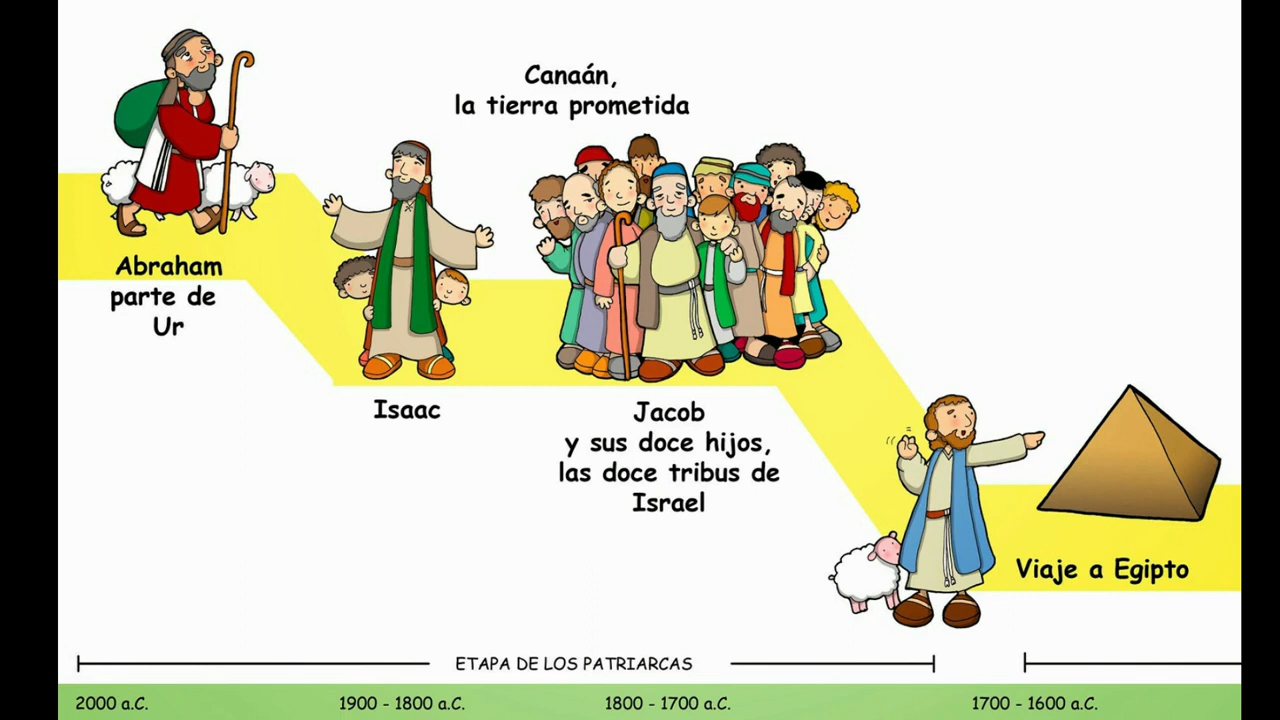 Canaán,
la tierra prometida
Abraham
parte de
Ur
Isaac
Jacob
y sus doce hijos,
las doce tribus de
Israel
Viaje a Egipto
ETAPA DE LOS PATRIARCAS
2000 a.C.
1900 - 1800 a.C.
1800 - 1700 a.C.
1700 - 1600 a.C.